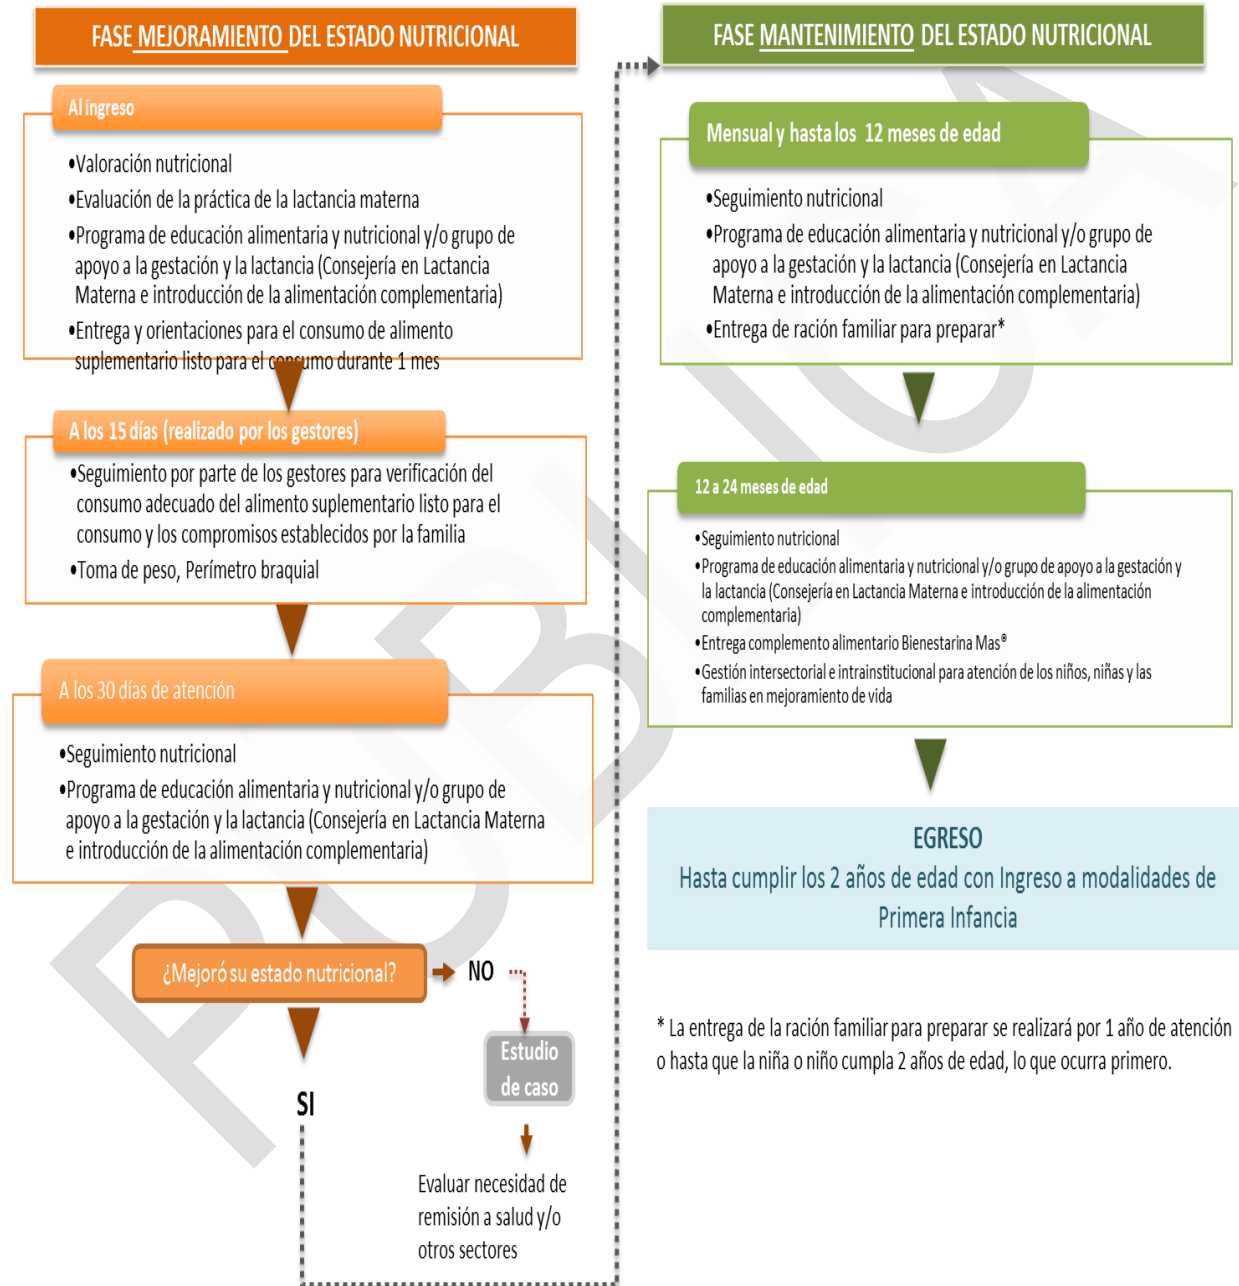 FASE MEJORAMIENTO DEL ESTADO NUTRICIONAL
Al ingreso
•Valoración nutricional
•Evaluación de la práctica de la lactancia materna
•Programa de educación alimentaria y nutricional y/o grupo de
apoyo a la gestación y la lactancia (Consejería en Lactancia
Materna e introducción de la alimentación complementaria)
•Entrega y orientaciones para el consumo de alimento
suplementario listo para el consumo durante 1 mes
A los 15 días (realizado por los gestores)
•Seguimiento por parte de los gestores para verificación del
consumo adecuado del alimento suplementario listo para el
consumo y los compromisos establecidos por la familia
•Toma de peso, Perímetro braquial
A los 30 días de atención
•Seguimiento nutricional
•Programa de educación alimentaria y nutricional y/o grupo de
apoyo a la gestación y la lactancia (Consejería en Lactancia Materna
e introducción de la alimentación complementaria)
¿Mejoró su estado nutricional?
NO
Estudio
de caso
SI
Evaluar necesidad de
remisión a salud y/o
otros sectores
FASE MANTENIMIENTO DEL ESTADO NUTRICIONAL
Mensual y hasta los 12 meses de edad
•Seguimiento nutricional
•Programa de educación alimentaria y nutricional y/o grupo de
apoyo a la gestación y la lactancia (Consejería en Lactancia
Materna e introducción de la alimentación complementaria)
•Entrega de ración familiar para preparar*
12 a 24 meses de edad
•Seguimiento nutricional
•Programa de educación alimentaria y nutricional y/o grupo de apoyo a la gestación y
la lactancia (Consejería en Lactancia Materna e introducción de la alimentación
complementaria)
•Entrega complemento alimentario Bienestarina Mas®
•Gestión intersectorial e intrainstitucional para atención de los niños, niñas y las
familias en mejoramiento de vida
EGRESO
Hasta cumplir los 2 años de edad con Ingreso a modalidades de
Primera Infancia
* La entrega de la ración familiar para preparar se realizará por 1 año de atención
o hasta que la niña o niño cumpla 2 años de edad, lo que ocurra primero.